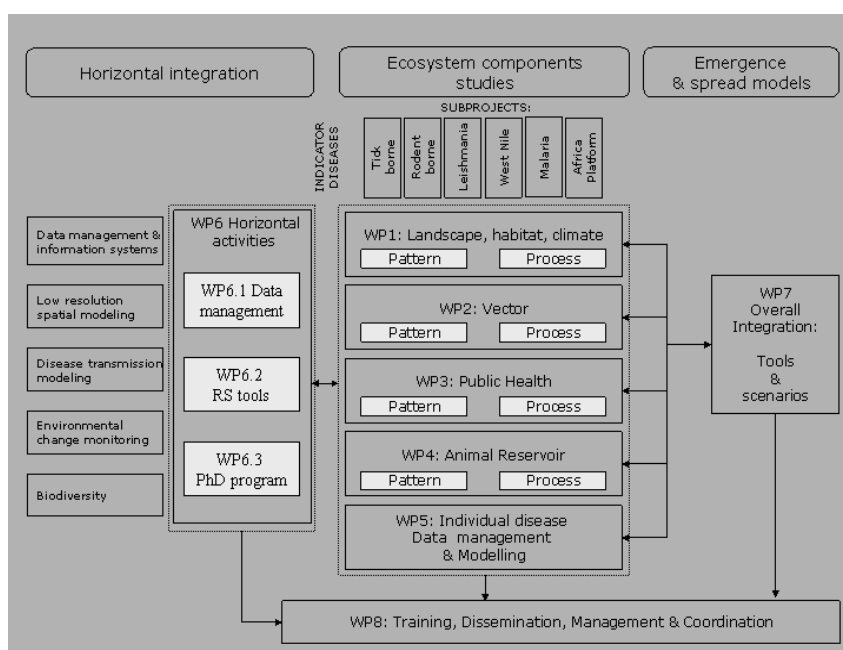 Horizontal integration
Ecosystem components
studies
Emergence
& spread models
SUBPROJECTS:
INDICATOR
DISEASES
Tick
borne
Rodent
borne
Leishmania
West Nile
Malaria
Africa
Platform
Data management &
information systems
Low resolution
spatial modeling
Disease transmission
modeling
Environmental
change monitoring
Biodiversity
WP6 Horizontal
activities
WP6.1 Data
management
WP6.2
RS tools
WP6.3
PhD program
WP1: Landscape, habitat, climate
Pattern
Process
WP2: Vector
Pattern
Process
WP3: Public Health
Pattern
Process
WP4: Animal Reservoir
Pattern
Process
WP5: Individual disease
Data management
& Modelling
WP7
Overall
Integration:
Tools
&
scenarios
WP8: Training, Dissemination, Management & Coordination